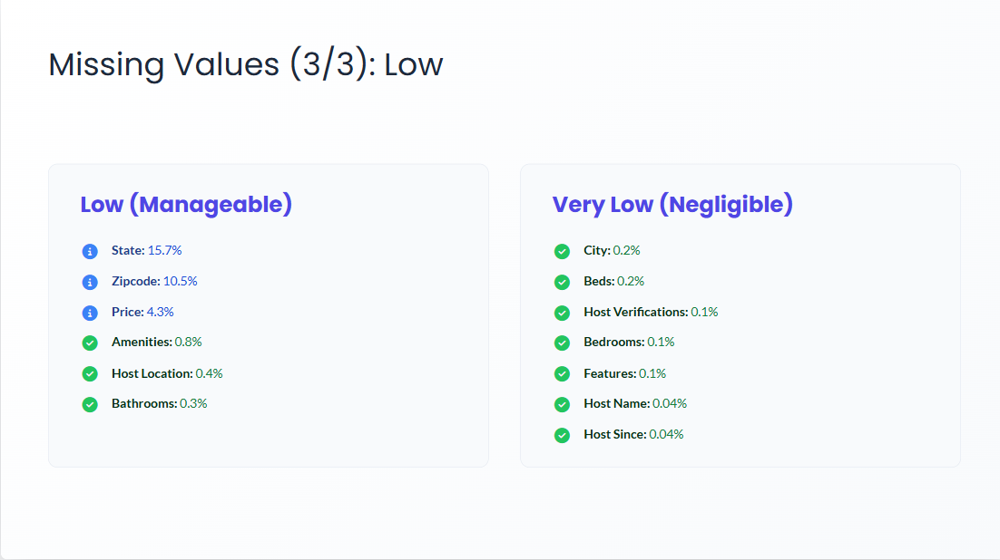 Missing Values (3/3): Low
Low (Manageable)
State: 15.7%
Zipcode: 10.5%
Price: 4.3%
Amenities: 0.8%
Host Location: 0.4%
Bathrooms: 0.3%
Very Low (Negligible)
City: 0.2%
Beds: 0.2%
Host Verifications: 0.1%
Bedrooms: 0.1%
Features: 0.1%
Host Name: 0.04%
Host Since: 0.04%